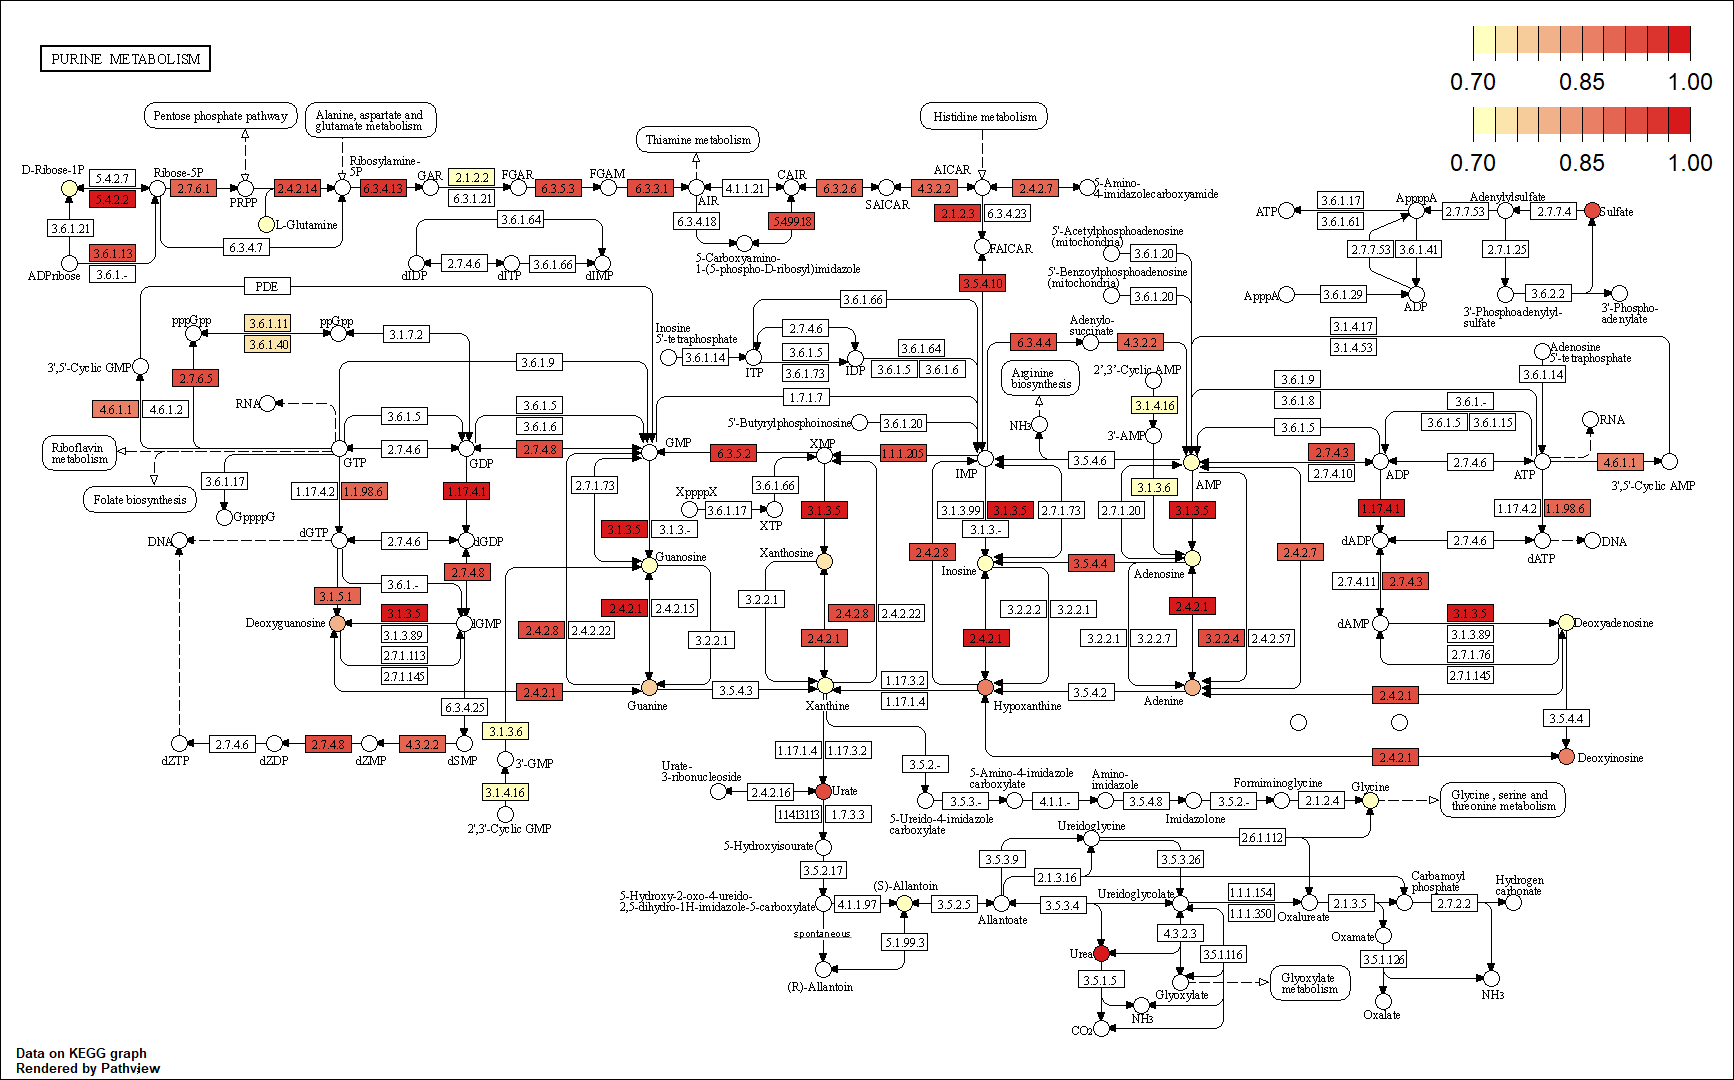 PURINE METABOLISM
0.70 0.85 1.00
0.70 0.85 1.00
Pentose phosphate pathway
Alanine, aspartate and
glutamate metabolism
Thiamine metabolism
Histidine metabolism
D-Ribose-1P
5.4.2.7
5.4.2.2
Ribose-5P
2.7.6.1
PRPP
2.4.2.14
Ribosylamine-
5P
6.3.4.13
GAR
2.1.2.2
6.3.1.21
FGAR
6.3.5.3
FGAM
6.3.3.1
AIR
4.1.1.21
CAIR
6.3.2.6
SAICAR
4.3.2.2
AICAR
2.4.2.7
5-Amino-
4-imidazolecarboxyamide
L-Glutamine
3.6.1.21
3.6.1.13
3.6.1.-
ADPribose
6.3.4.7
3.6.1.64
dIDP
2.7.4.6
dITP
3.6.1.66
dIMP
6.3.4.18
5.49918
5-Carboxyamino-
1-(5-phospho-D-ribosyl)imidazole
2.1.2.3
6.3.4.23
FAICAR
3.5.4.10
5'-Acetylphosphoadenosine
(mitochondria)
3.6.1.20
5'-Benzoylphosphoadenosine
(mitochondria)
3.6.1.20
ATP
3.6.1.17
3.6.1.61
AppppA
2.7.7.53
Adenylylsulfate
2.7.7.4
Sulfate
2.7.7.53
3.6.1.41
2.7.1.25
ApppA
3.6.1.29
ADP
3.6.2.2
3'-Phosphoadenylyl-
sulfate
3'-Phospho-
adenylate
PDE
pppGpp
3.6.1.11
3.6.1.40
ppGpp
3.1.7.2
3',5'-Cyclic GMP
2.7.6.5
4.6.1.1
4.6.1.2
RNA
3.6.1.9
3.6.1.5
3.6.1.5
3.6.1.6
Riboflavin
metabolism
Folate biosynthesis
GTP
2.7.4.6
GDP
2.7.4.8
GMP
6.3.5.2
XMP
1.1.1.205
IMP
3.5.4.6
AMP
Inosine
5'-tetraphosphate
3.6.1.14
ITP
3.6.1.66
2.7.4.6
3.6.1.5
3.6.1.73
IDP
3.6.1.64
3.6.1.5
3.6.1.6
1.7.1.7
5'-Butyrylphosphoinosine
3.6.1.20
6.3.4.4
Adenylo-
succinate
4.3.2.2
Arginine
biosynthesis
NH3
2',3'-Cyclic AMP
3.1.4.16
3'-AMP
3.1.3.6
3.1.4.17
3.1.4.53
Adenosine
5'-tetraphosphate
3.6.1.14
3.6.1.9
3.6.1.8
3.6.1.5
3.6.1.-
3.6.1.5
3.6.1.15
RNA
2.7.4.3
2.7.4.10
ADP
2.7.4.6
ATP
4.6.1.1
3',5'-Cyclic AMP
3.6.1.17
GppppG
1.17.4.2
1.1.98.6
1.17.4.1
2.7.1.73
3.1.3.5
3.1.3.-
XppppX
3.6.1.17
3.6.1.66
XTP
3.1.3.5
3.1.3.99
3.1.3.5
3.1.3.-
2.7.1.73
2.7.1.20
3.1.3.5
1.17.4.1
1.17.4.2
1.1.98.6
DNA
dGTP
2.7.4.6
dGDP
2.7.4.8
3.6.1.-
Guanosine
Xanthosine
2.4.2.8
Inosine
3.5.4.4
Adenosine
2.4.2.7
dADP
2.7.4.6
dATP
DNA
2.7.4.11
2.7.4.3
3.1.5.1
Deoxyguanosine
3.1.3.5
3.1.3.89
2.7.1.113
2.7.1.145
dGMP
2.4.2.1
2.4.2.15
2.4.2.8
2.4.2.22
3.2.2.1
3.2.2.1
2.4.2.8
2.4.2.22
2.4.2.1
3.2.2.2
3.2.2.1
2.4.2.1
2.4.2.1
3.2.2.1
3.2.2.7
3.2.2.4
2.4.2.57
dAMP
3.1.3.5
3.1.3.89
2.7.1.76
2.7.1.145
Deoxyadenosine
2.4.2.1
Guanine
3.5.4.3
Xanthine
1.17.3.2
1.17.1.4
Hypoxanthine
3.5.4.2
Adenine
2.4.2.1
3.5.4.4
6.3.4.25
dZTP
2.7.4.6
dZDP
2.7.4.8
dZMP
4.3.2.2
dSMP
3.1.3.6
3'-GMP
3.1.4.16
2',3'-Cyclic GMP
1.17.1.4
1.17.3.2
3.5.2.-
2.4.2.1
Deoxyinosine
Urate-
3-ribonucleoside
2.4.2.16
Urate
11413113
1.7.3.3
5-Amino-4-imidazole
carboxylate
Amino-
imidazole
Formiminoglycine
Glycine
3.5.3.-
4.1.1.-
3.5.4.8
3.5.2.-
2.1.2.4
5-Ureido-4-imidazole
carboxylate
Imidazolone
Glycine , serine and
threonine metabolism
5-Hydroxyisourate
3.5.2.17
5-Hydroxy-2-oxo-4-ureido-
2,5-dihydro-1H-imidazole-5-carboxylate
4.1.1.97
(S)-Allantoin
3.5.2.5
Allantoate
3.5.3.9
Ureidoglycine
2.1.3.16
3.5.3.26
2.6.1.112
3.5.3.4
Ureidoglycolate
1.1.1.154
1.1.1.350
Oxalureate
2.1.3.5
Carbamoyl
phosphate
2.7.2.2
Hydrogen
carbonate
spontaneous
(R)-Allantoin
5.1.99.3
Urea
4.3.2.3
3.5.1.116
Oxamate
3.5.1.126
NH3
Oxalate
3.5.1.5
Glyoxylate
Glyoxylate
metabolism
NH3
CO2
Data on KEGG graph
Rendered by Pathview